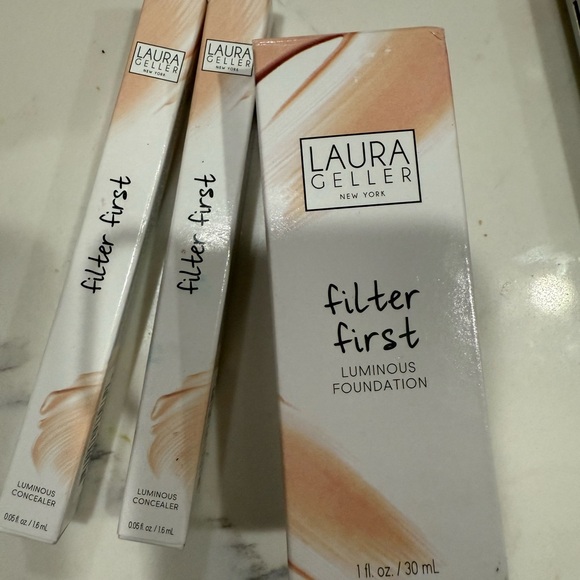 LAURA
GELLER
NEW YORK
filter first
LUMINOUS
CONCEALER
0.05 fl. oz. / 1.6 mL
LAURA
GELLER
NEW YORK
filter first
LUMINOUS
CONCEALER
0.05 fl. oz. / 1.6 mL
LAURA
GELLER
NEW YORK
filter
first
LUMINOUS
FOUNDATION
1 fl. oz. / 30 mL